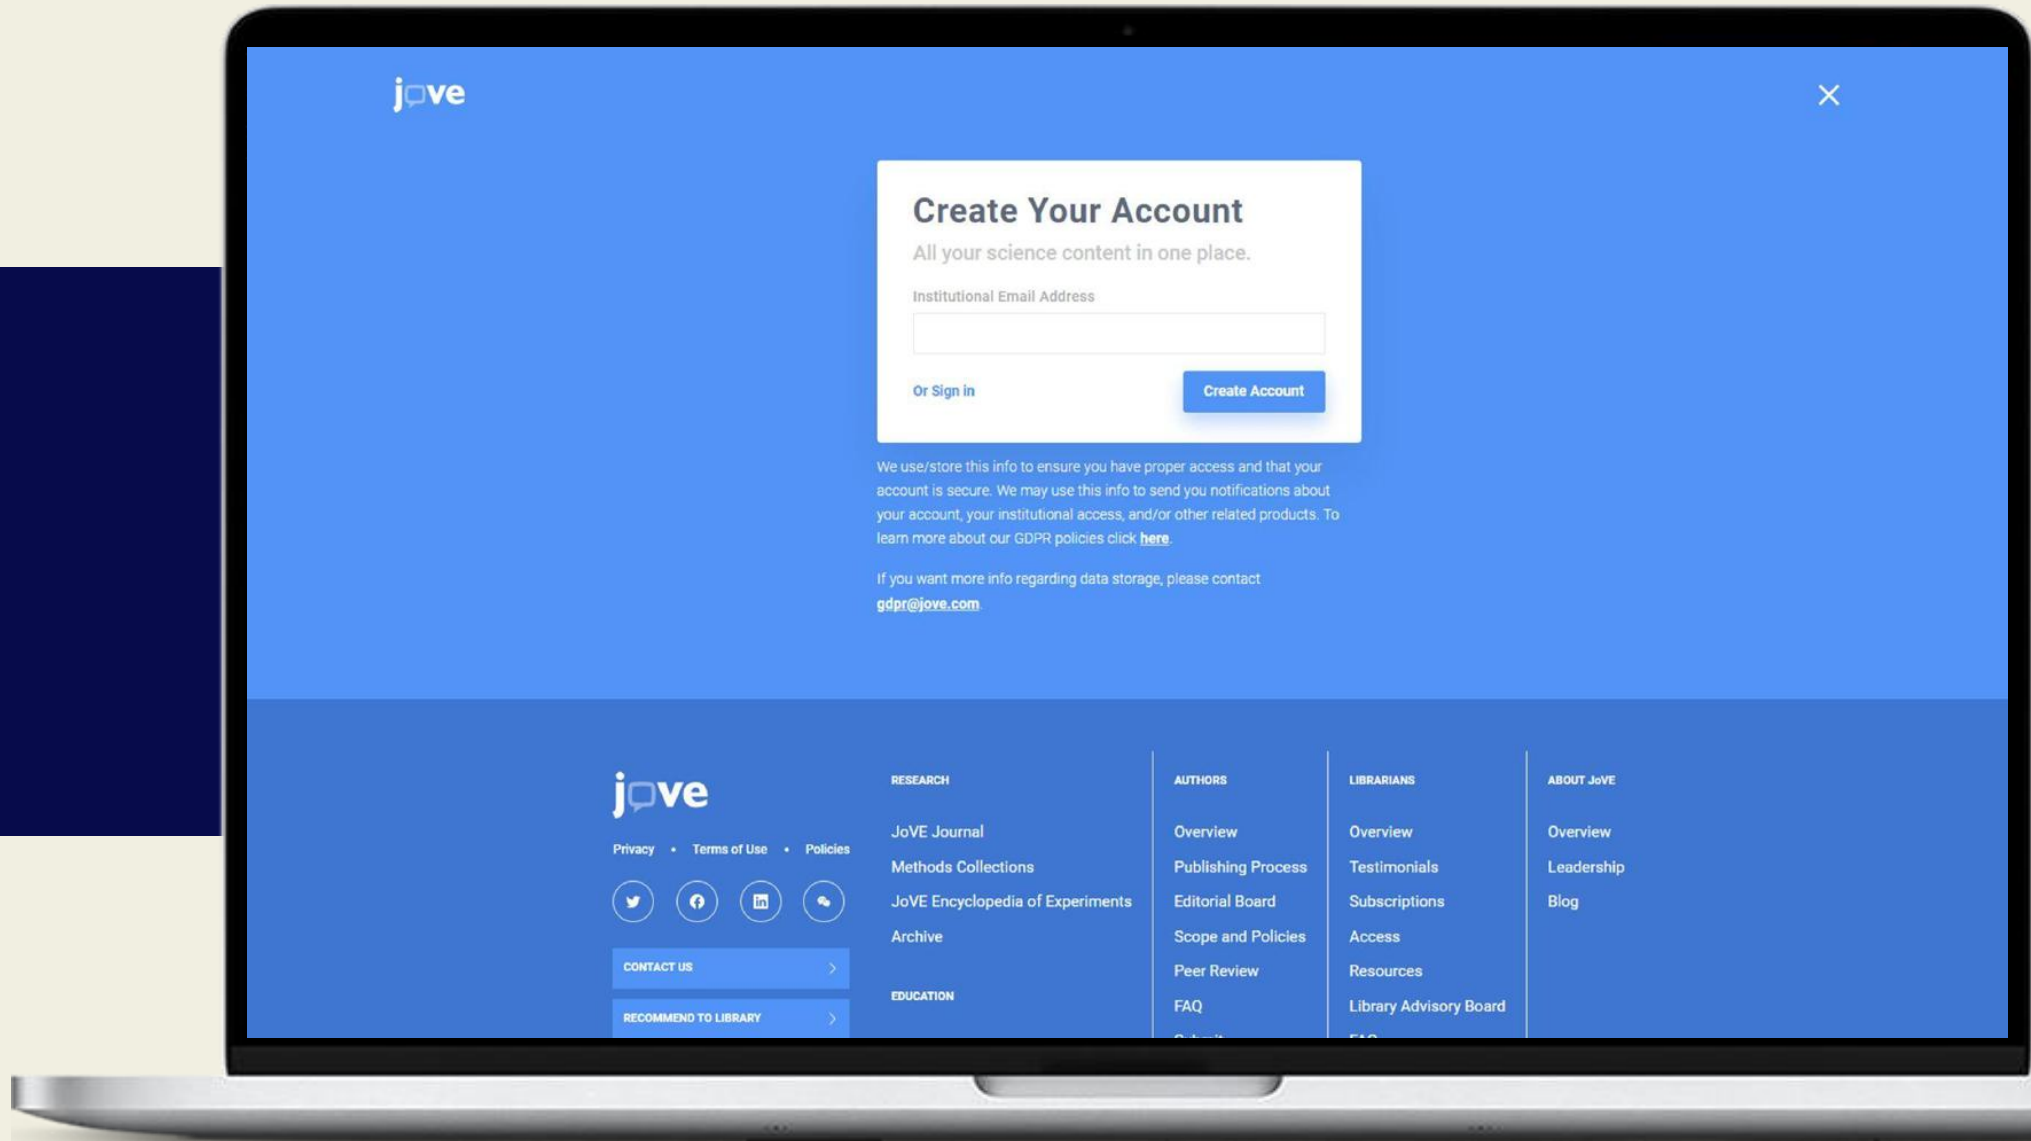 jove
Create Your Account
All your science content in one place.
Institutional Email Address
Or Sign in
Create Account
We use/store this info to ensure you have proper access and that your
account is secure. We may use this info to send you notifications about
your account, your institutional access, and/or other related products. To
learn more about our GDPR policies click here.
If you want more info regarding data storage, please contact
gdpr@jove.com.
jove
Privacy • Terms of Use • Policies
CONTACT US
RECOMMEND TO LIBRARY
RESEARCH
JoVE Journal
Methods Collections
JoVE Encyclopedia of Experiments
Archive
EDUCATION
AUTHORS
Overview
Publishing Process
Editorial Board
Scope and Policies
Peer Review
FAQ
LIBRARIANS
Overview
Testimonials
Subscriptions
Access
Resources
Library Advisory Board
ABOUT JoVE
Overview
Leadership
Blog